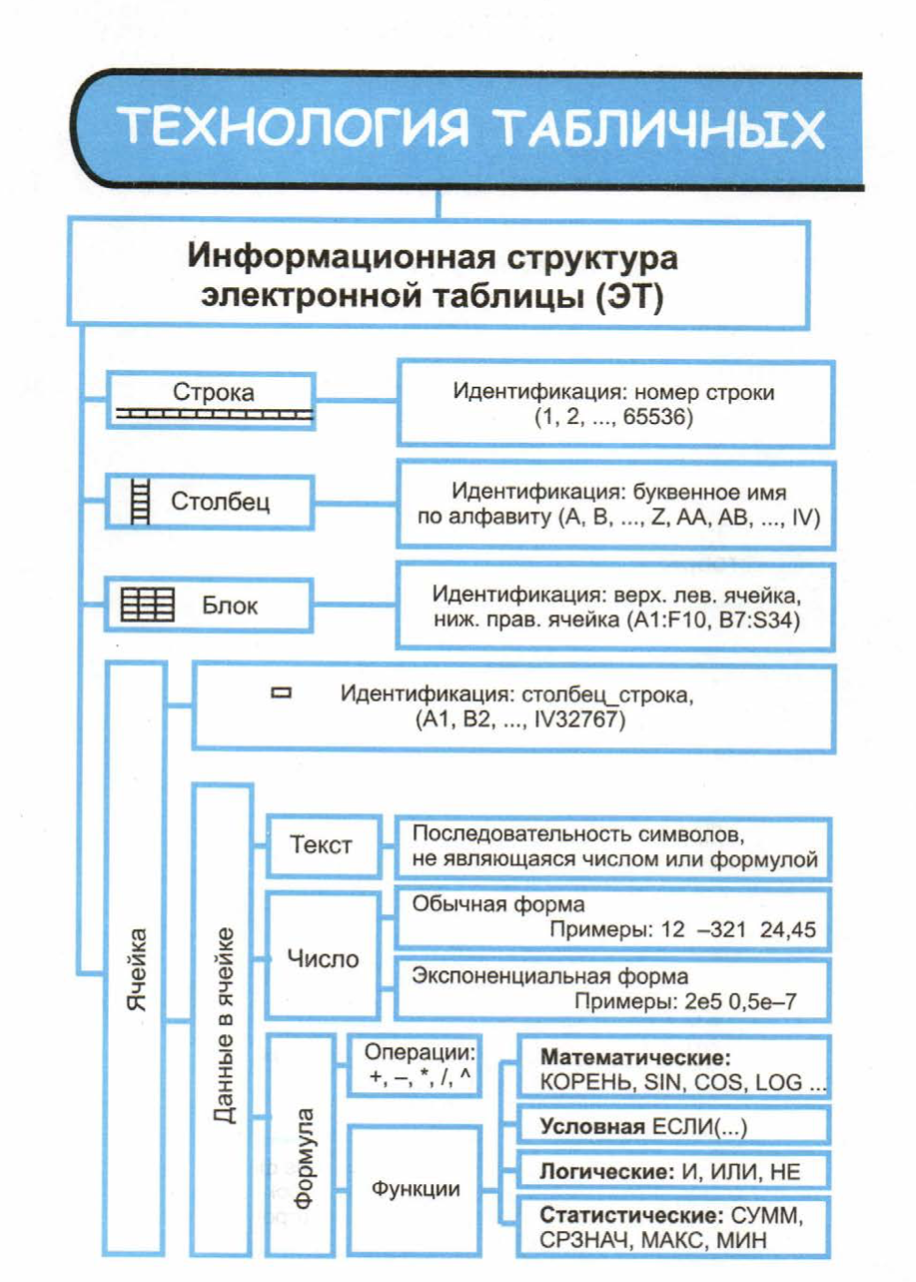 ТЕХНОЛОГИЯ ТАБЛИЧНЫХ
Информационная структура
электронной таблицы (ЭТ)
Строка
Идентификация: номер строки
(1, 2, ..., 65536)
Столбец
Идентификация: буквенное имя
по алфавиту (A, B, ..., Z, AA, AB, ..., IV)
Блок
Идентификация: верх. лев. ячейка,
ниж. прав. ячейка (A1:F10, B7:S34)
Ячейка
Идентификация: столбец_строка,
(A1, B2, ..., IV32767)
Данные в ячейке
Текст
Последовательность символов,
не являющаяся числом или формулой
Число
Обычная форма
Примеры: 12 –321 24,45
Экспоненциальная форма
Примеры: 2e5 0,5e–7
Формула
Операции:
+, –, *, /, ^
Функции
Математические:
КОРЕНЬ, SIN, COS, LOG ...
Условная ЕСЛИ(...)
Логические: И, ИЛИ, НЕ
Статистические: СУММ,
СРЗНАЧ, МАКС, МИН